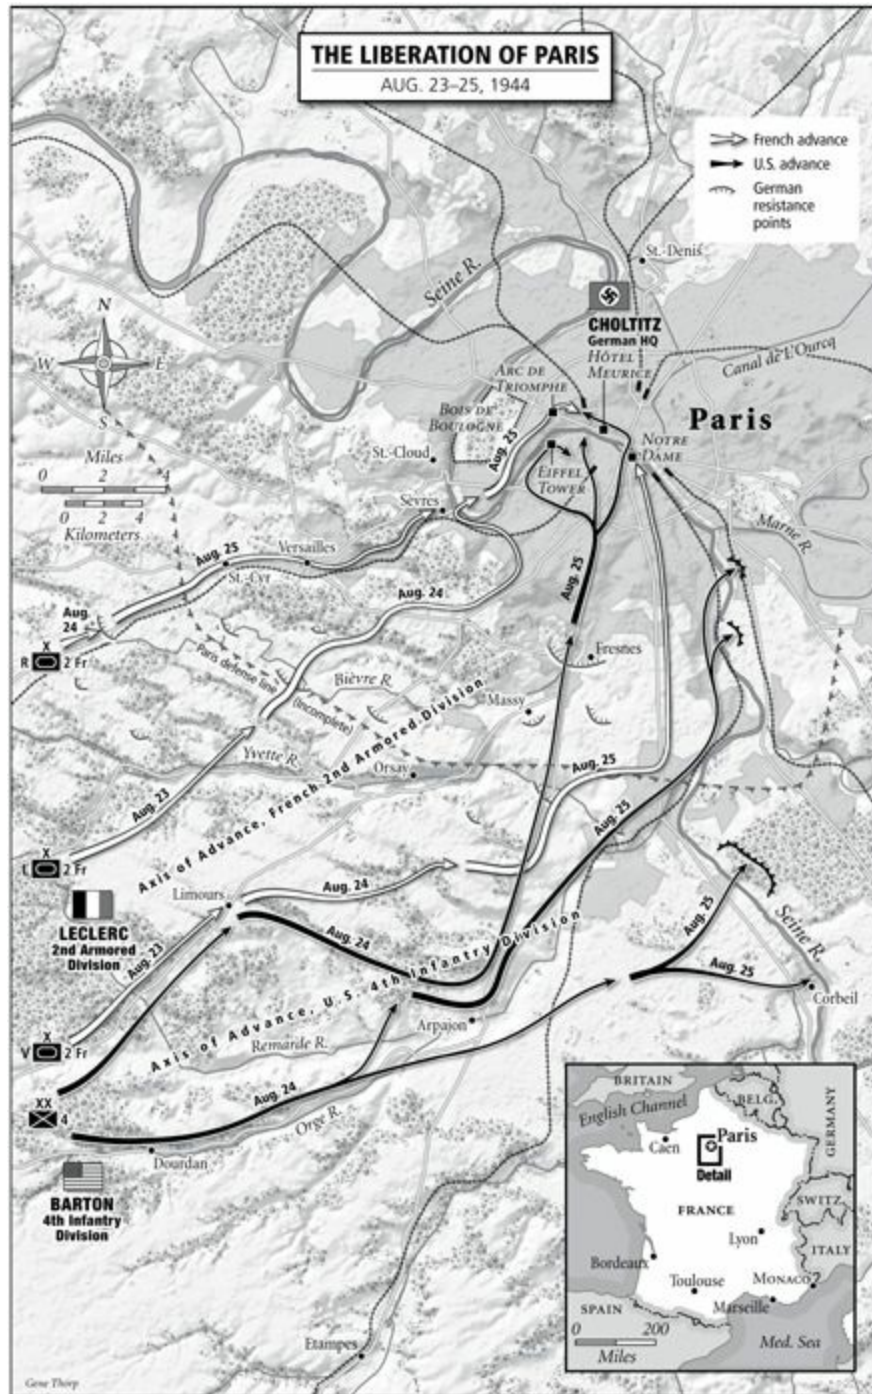 THE LIBERATION OF PARIS
AUG. 23–25, 1944
French advance
U.S. advance
German
resistance
points
St.-Denis
Seine R.
CHOLTITZ
German HQ
HÔTEL
MEURICE
Canal de L'Ourcq
ARC DE
TRIOMPHE
BOIS DE
BOULOGNE
Paris
NOTRE
DAME
EIFFEL
TOWER
N
W
E
S
Miles
0 2 4
0 2 4
Kilometers
St.-Cloud
Aug. 25
Sèvres
Marne R.
Aug. 25
Versailles
St.-Cyr
Aug. 24
Aug. 25
Aug.
24
X
R 2 Fr
Paris defense line
(Incomplete)
Bièvre R.
Fresnes
Massy
Yvette R.
Orsay
Aug. 25
Aug. 23
Axis of Advance, French 2nd Armored Division
Aug. 25
X
L 2 Fr
LECLERC
2nd Armored
Division
Limours
Aug. 24
Aug. 23
Aug. 24
Axis of Advance, U.S. 4th Infantry Division
Aug. 25
Aug. 25
Seine R.
Corbeil
Arpajon
Remarde R.
X
V 2 Fr
XX
4
Aug. 24
Orge R.
Dourdan
BARTON
4th Infantry
Division
Etampes
Gene Thorp
BRITAIN
BELG.
GERMANY
English Channel
Caen
Paris
Detail
FRANCE
SWITZ.
Lyon
ITALY
Bordeaux
Toulouse
MONACO
Marseille
SPAIN
0 200
Miles
Med. Sea